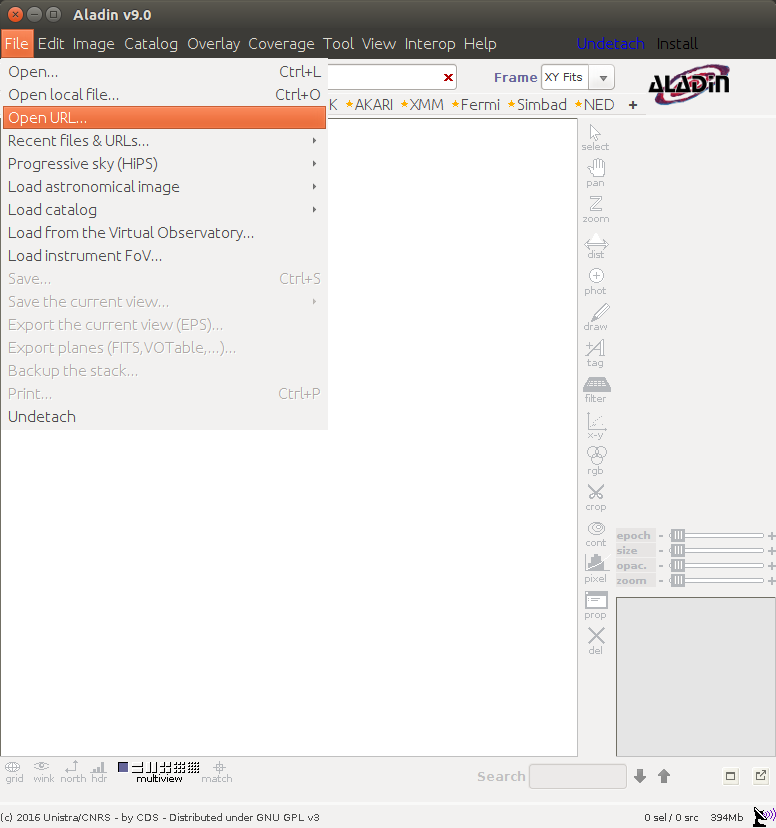 Aladin v9.0
File Edit Image Catalog Overlay Coverage Tool View Interop Help Undetach Install
Open... Ctrl+L
Frame XY Fits
ALADIN
Open local file... Ctrl+O
K AKARI XMM Fermi Simbad NED +
Open URL...
Recent files & URLs...
Progressive sky (HiPS)
Load astronomical image
Load catalog
Load from the Virtual Observatory...
Load instrument FoV...
Save... Ctrl+S
Save the current view...
Export the current view (EPS)...
Export planes (FITS,VOTable,...)...
Backup the stack...
Print... Ctrl+P
Undetach
select
pan
zoom
dist
phot
draw
tag
filter
x-y
rgb
crop
cont
pixel
prop
del
epoch - +
size - +
opac. - +
zoom - +
grid wink north hdr multiview match
Search
(c) 2016 Unistra/CNRS - by CDS - Distributed under GNU GPL v3
0 sel / 0 src 394Mb